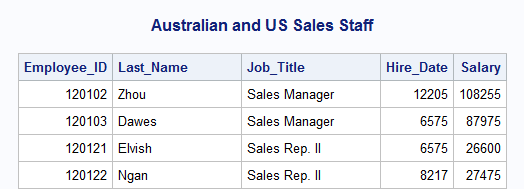 Australian and US Sales Staff
Employee_ID Last_Name Job_Title Hire_Date Salary
120102 Zhou Sales Manager 12205 108255
120103 Dawes Sales Manager 6575 87975
120121 Elvish Sales Rep. II 6575 26600
120122 Ngan Sales Rep. II 8217 27475